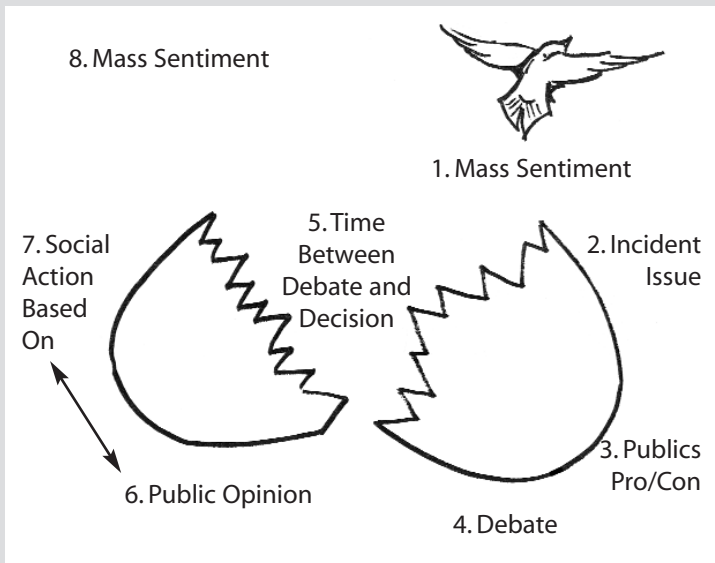 8. Mass Sentiment
1. Mass Sentiment
5. Time
Between
Debate and
Decision
7. Social
Action
Based
On
2. Incident
Issue
3. Publics
Pro/Con
6. Public Opinion
4. Debate